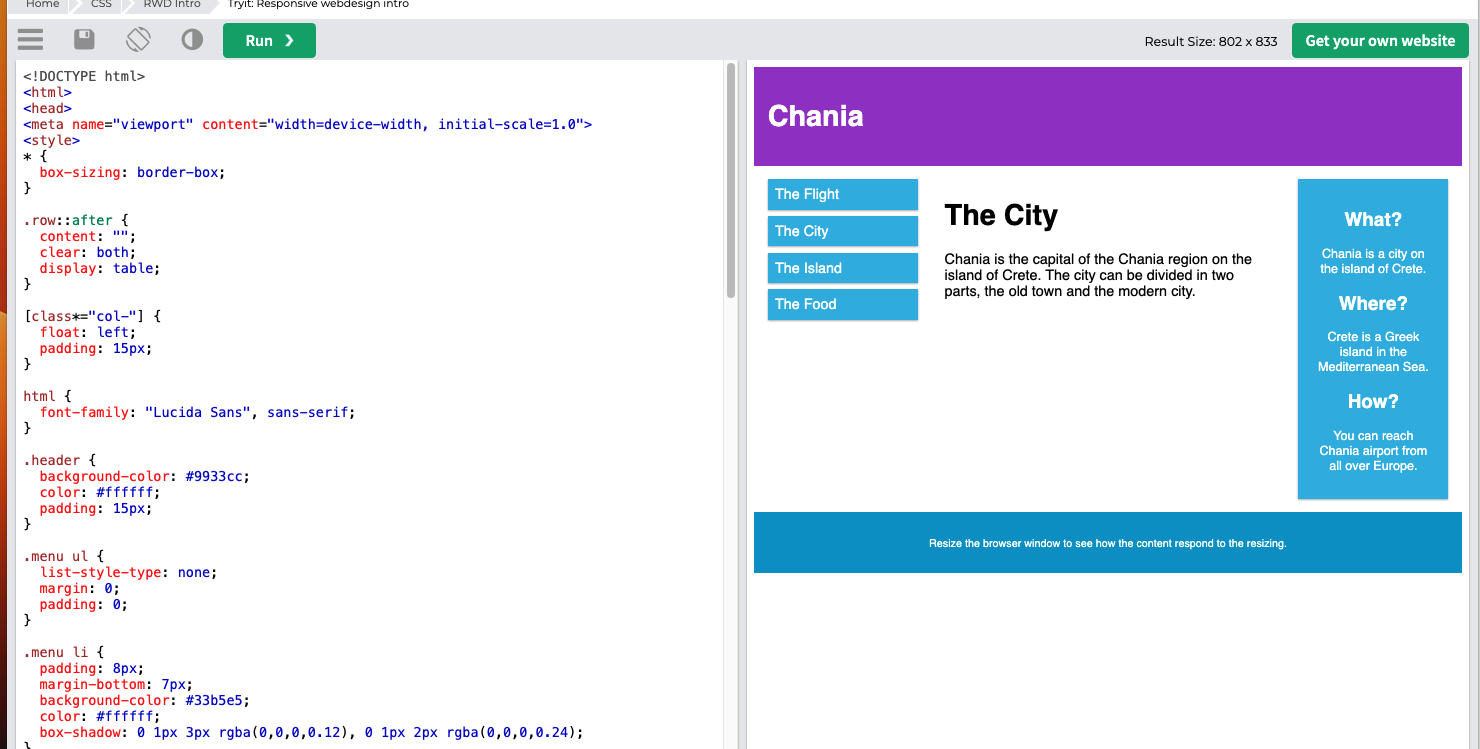 Home CSS RWD Intro Tryit: Responsive webdesign intro
Run ❯
Result Size: 802 x 833
Get your own website
<!DOCTYPE html>
<html>
<head>
<meta name="viewport" content="width=device-width, initial-scale=1.0">
<style>
* {
  box-sizing: border-box;
}

.row::after {
  content: "";
  clear: both;
  display: table;
}

[class*="col-"] {
  float: left;
  padding: 15px;
}

html {
  font-family: "Lucida Sans", sans-serif;
}

.header {
  background-color: #9933cc;
  color: #ffffff;
  padding: 15px;
}

.menu ul {
  list-style-type: none;
  margin: 0;
  padding: 0;
}

.menu li {
  padding: 8px;
  margin-bottom: 7px;
  background-color: #33b5e5;
  color: #ffffff;
  box-shadow: 0 1px 3px rgba(0,0,0,0.12), 0 1px 2px rgba(0,0,0,0.24);
}
Chania
The Flight
The City
The Island
The Food
The City
Chania is the capital of the Chania region on the
island of Crete. The city can be divided in two
parts, the old town and the modern city.
What?
Chania is a city on
the island of Crete.
Where?
Crete is a Greek
island in the
Mediterranean Sea.
How?
You can reach
Chania airport from
all over Europe.
Resize the browser window to see how the content respond to the resizing.